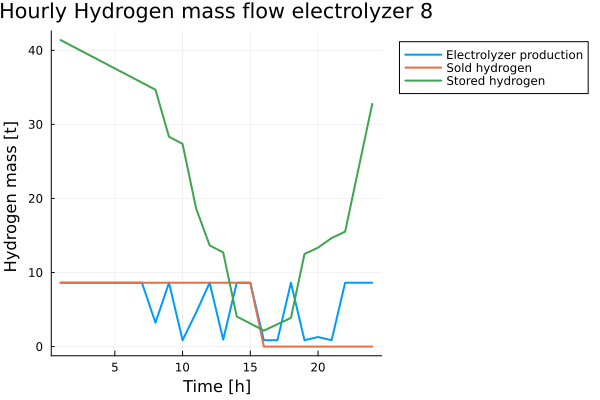 Hourly Hydrogen mass flow electrolyzer 8
Electrolyzer production
Sold hydrogen
Stored hydrogen
Hydrogen mass [t]
40
30
20
10
0
5
10
15
20
Time [h]